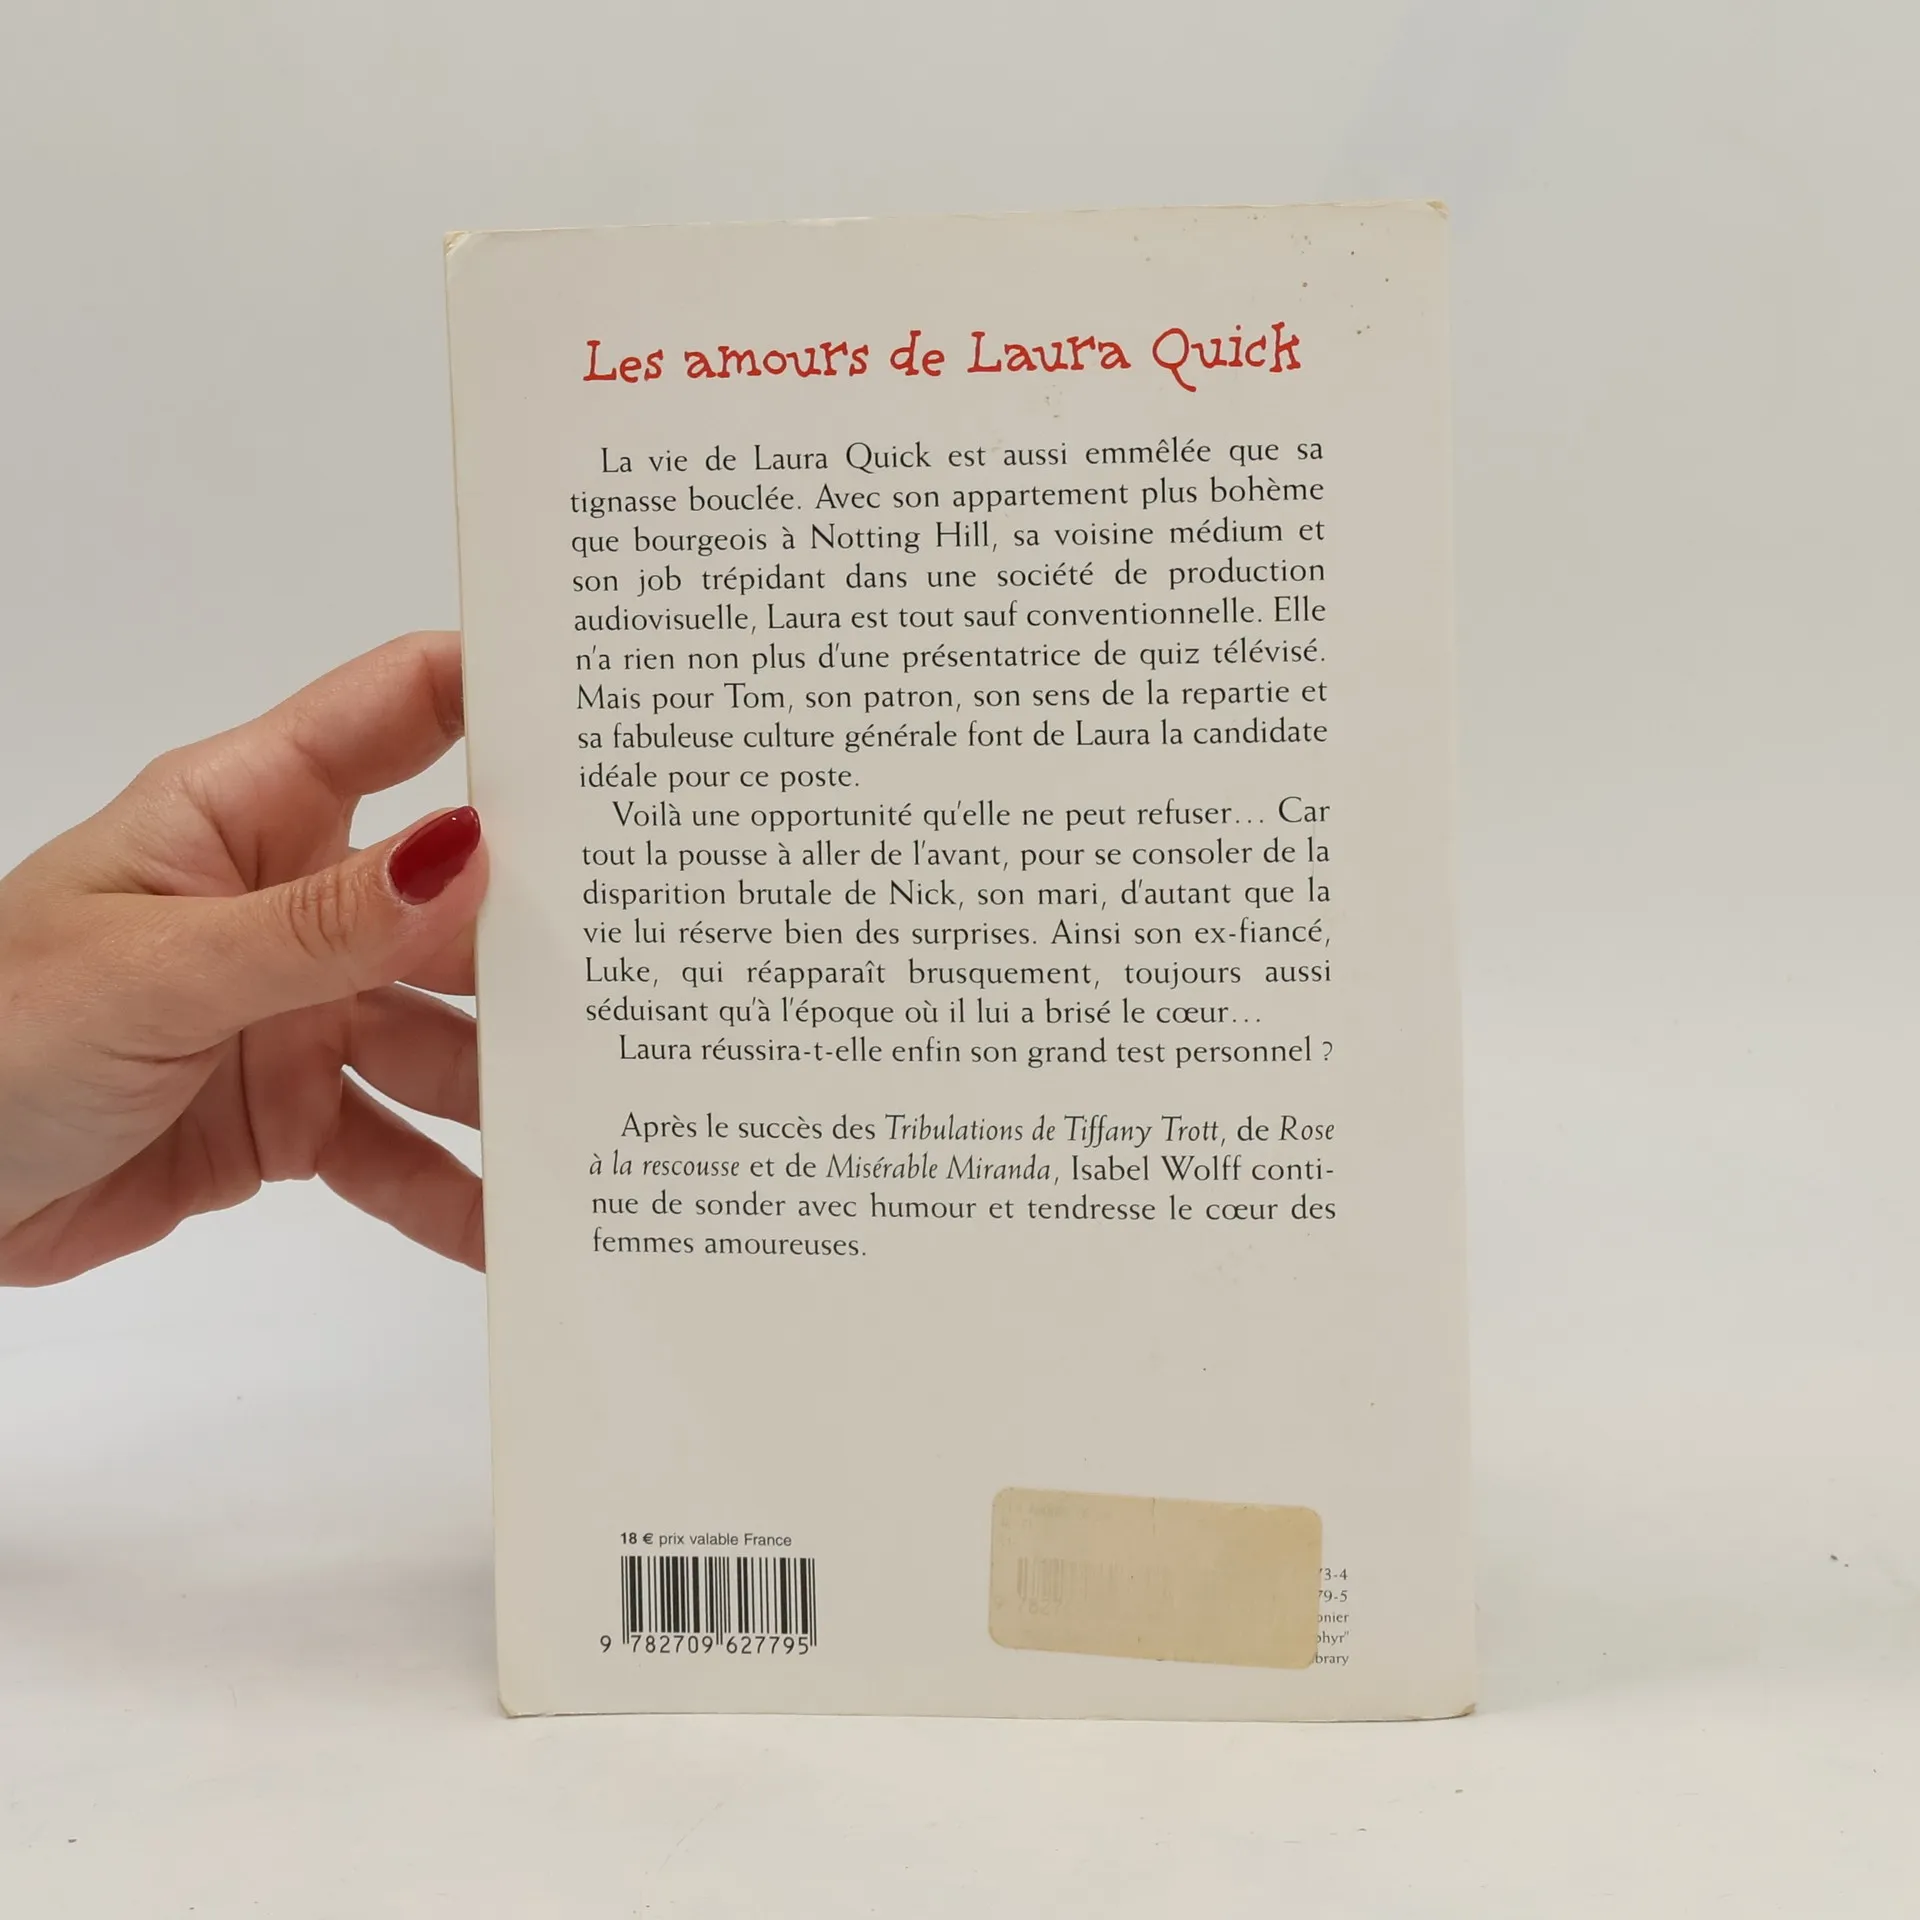 Les amours de Laura Quick
La vie de Laura Quick est aussi emmêlée que sa
tignasse bouclée. Avec son appartement plus bohème
que bourgeois à Notting Hill, sa voisine médium et
son job trépidant dans une société de production
audiovisuelle, Laura est tout sauf conventionnelle. Elle
n'a rien non plus d'une présentatrice de quiz télévisé.
Mais pour Tom, son patron, son sens de la repartie et
sa fabuleuse culture générale font de Laura la candidate
idéale pour ce poste.
Voilà une opportunité qu'elle ne peut refuser... Car
tout la pousse à aller de l'avant, pour se consoler de la
disparition brutale de Nick, son mari, d'autant que la
vie lui réserve bien des surprises. Ainsi son ex-fiancé,
Luke, qui réapparaît brusquement, toujours aussi
séduisant qu'à l'époque où il lui a brisé le cœur...
Laura réussira-t-elle enfin son grand test personnel ?
Après le succès des Tribulations de Tiffany Trott, de Rose
à la rescousse et de Misérable Miranda, Isabel Wolff conti-
nue de sonder avec humour et tendresse le cœur des
femmes amoureuses.
18 € prix valable France
9 782709 627795
73-4
79-5
onier
phyr"
brary